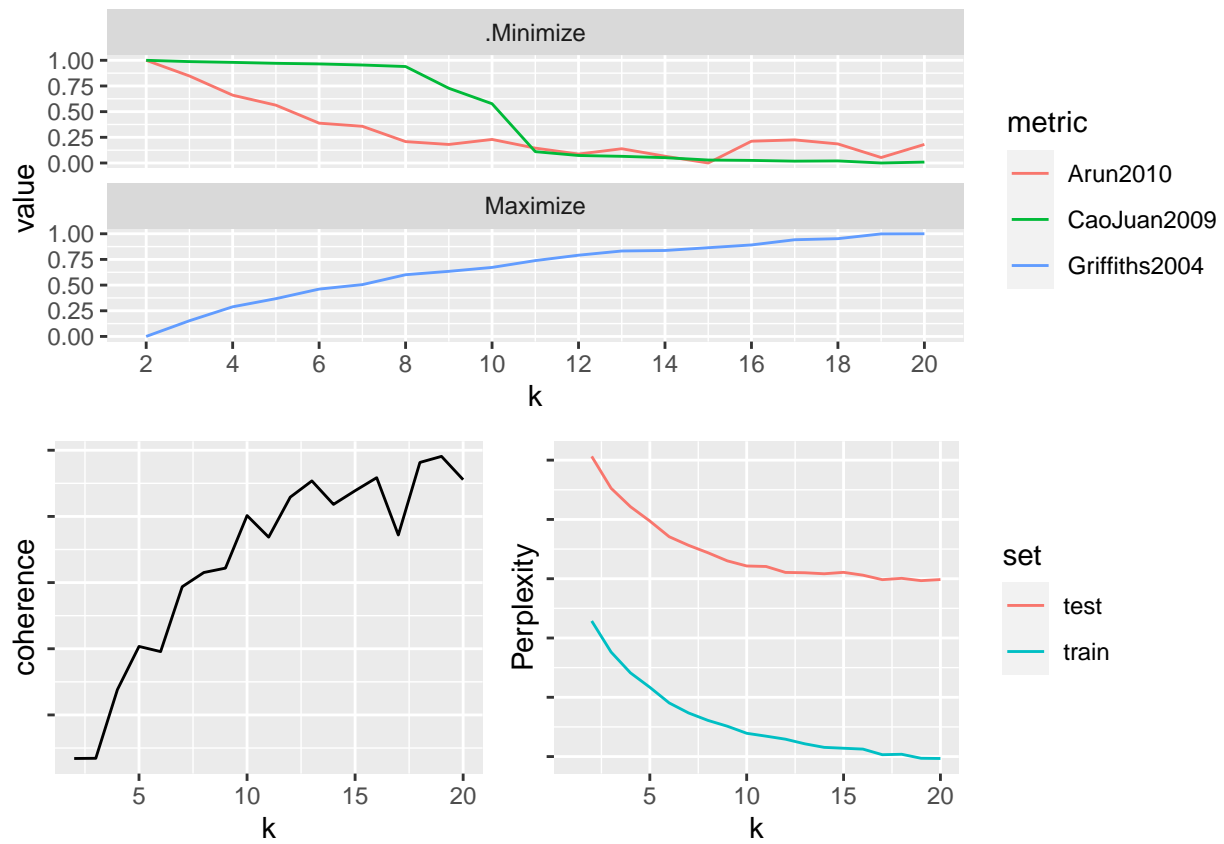 .Minimize
1.00
0.75
0.50
0.25
0.00
Maximize
1.00
0.75
0.50
0.25
0.00
value
2 4 6 8 10 12 14 16 18 20
k
metric
Arun2010
CaoJuan2009
Griffiths2004
coherence
5 10 15 20
k
Perplexity
5 10 15 20
k
set
test
train